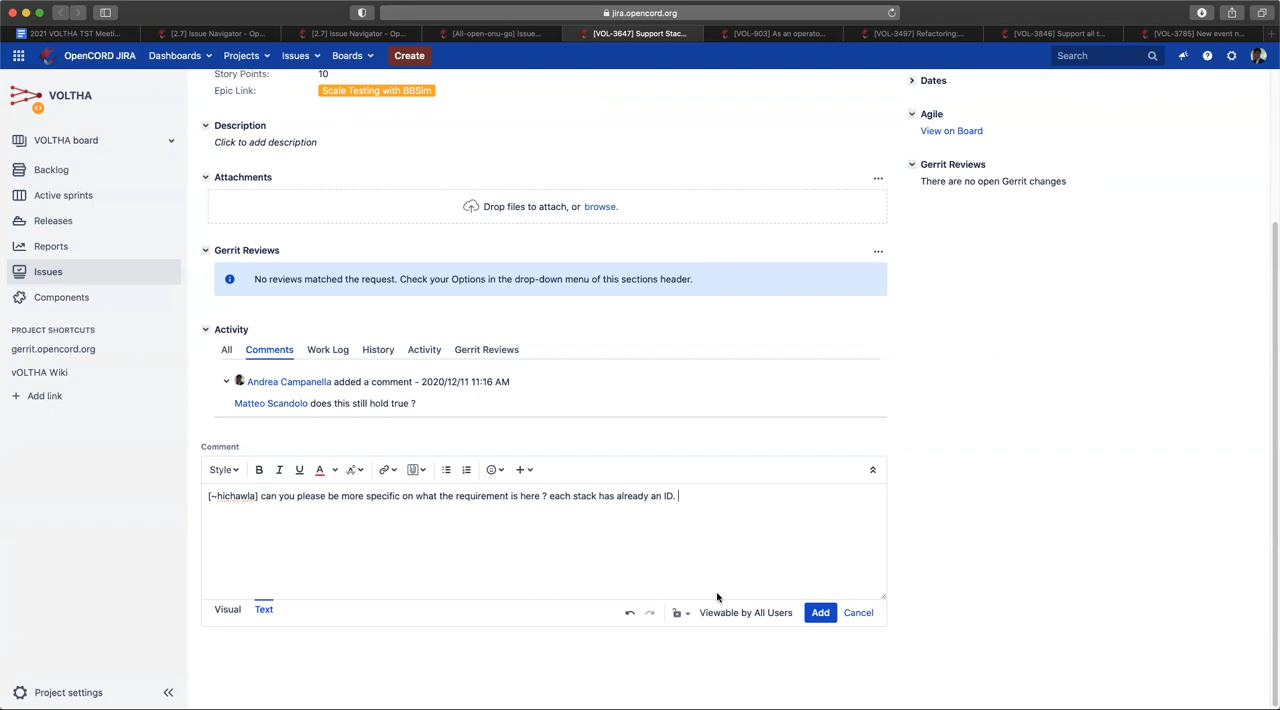 jira.opencord.org
2021 VOLTHA TST Meeti...
[2.7] Issue Navigator - Op...
[2.7] Issue Navigator - Op...
[All-open-onu-go] Issue...
[VOL-3647] Support Stac...
[VOL-903] As an operato...
[VOL-3497] Refactoring:...
[VOL-3846] Support all t...
[VOL-3785] New event n...
OpenCORD JIRA Dashboards Projects Issues Boards Create Search
VOLTHA
VOLTHA board
Backlog
Active sprints
Releases
Reports
Issues
Components
PROJECT SHORTCUTS
gerrit.opencord.org
vOLTHA Wiki
+ Add link
Project settings
Story Points: 10
Epic Link: Scale Testing with BBSim
Description
Click to add description
Attachments
Drop files to attach, or browse.
Gerrit Reviews
No reviews matched the request. Check your Options in the drop-down menu of this sections header.
Activity
All Comments Work Log History Activity Gerrit Reviews
Andrea Campanella added a comment - 2020/12/11 11:16 AM
Matteo Scandolo does this still hold true ?
Comment
Style B I U A
[~hichawla] can you please be more specific on what the requirement is here ? each stack has already an ID.
Visual Text
Viewable by All Users Add Cancel
Dates
Agile
View on Board
Gerrit Reviews
There are no open Gerrit changes